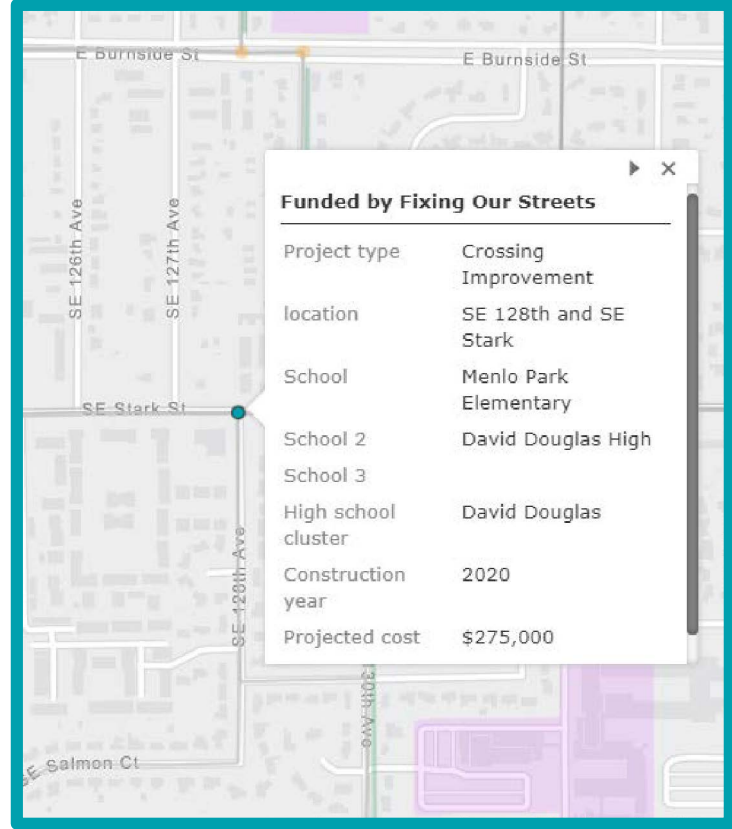 E Burnside St
E Burnside St
Funded by Fixing Our Streets
Project type Crossing
Improvement
location SE 128th and SE
Stark
School Menlo Park
Elementary
School 2 David Douglas High
School 3
High school David Douglas
cluster
Construction 2020
year
Projected cost $275,000
SE 126th Ave
SE 127th Ave
SE Stark St
SE 128th Ave
130th Ave
SE Salmon Ct